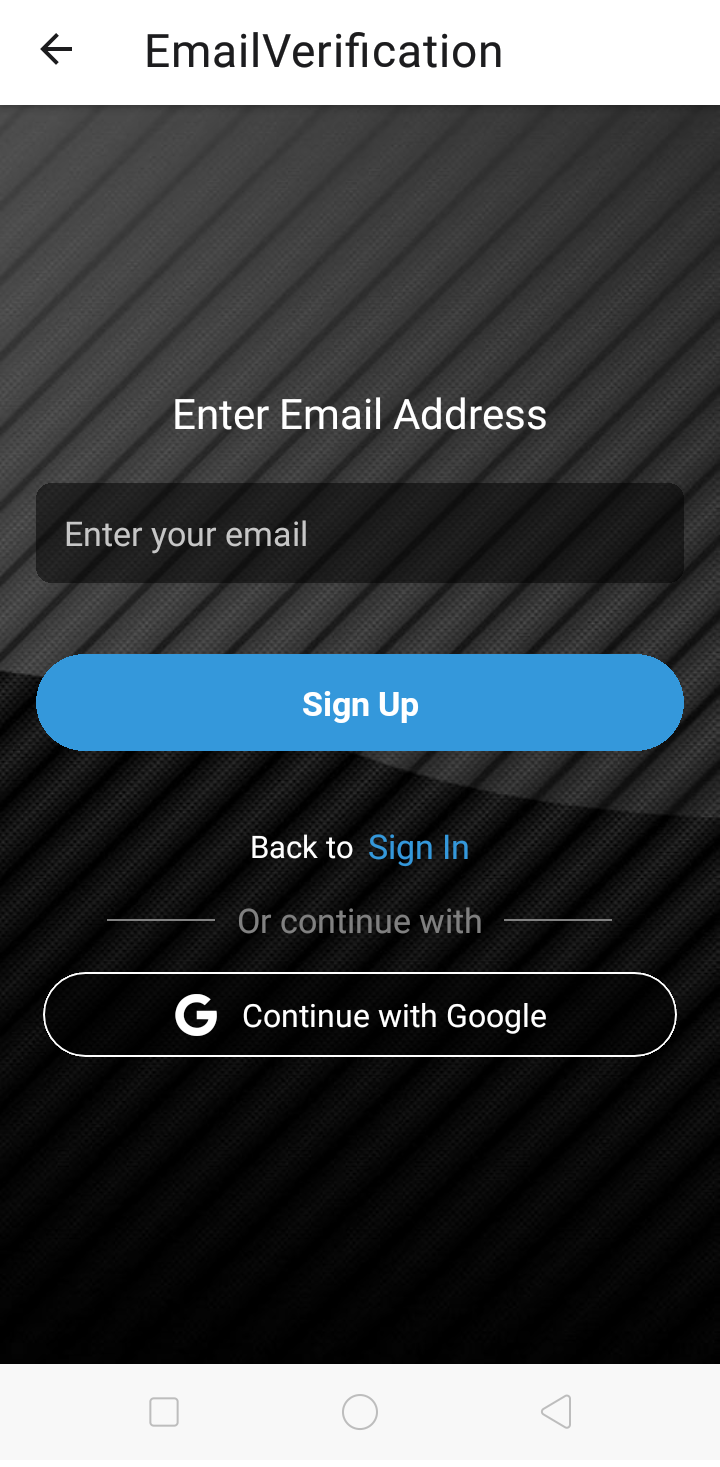 EmailVerification
Enter Email Address
Enter your email
Sign Up
Back to Sign In
Or continue with
Continue with Google